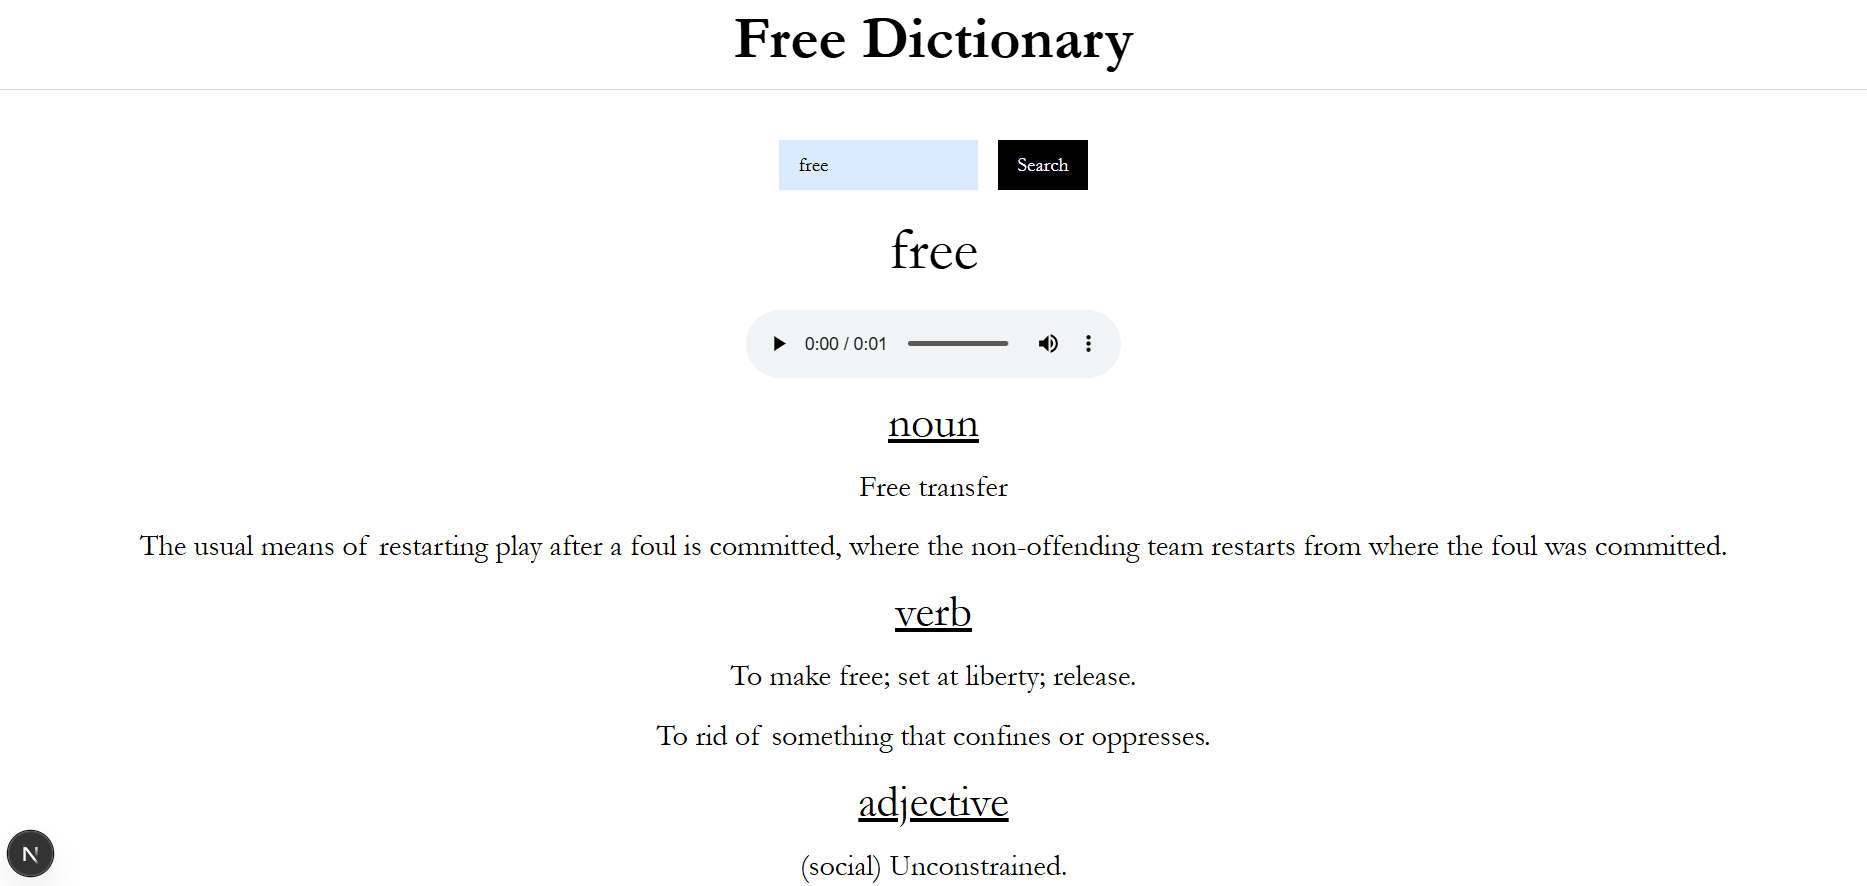 Free Dictionary
free
Search
free
0:00 / 0:01
noun
Free transfer
The usual means of restarting play after a foul is committed, where the non-offending team restarts from where the foul was committed.
verb
To make free; set at liberty; release.
To rid of something that confines or oppresses.
adjective
(social) Unconstrained.
N